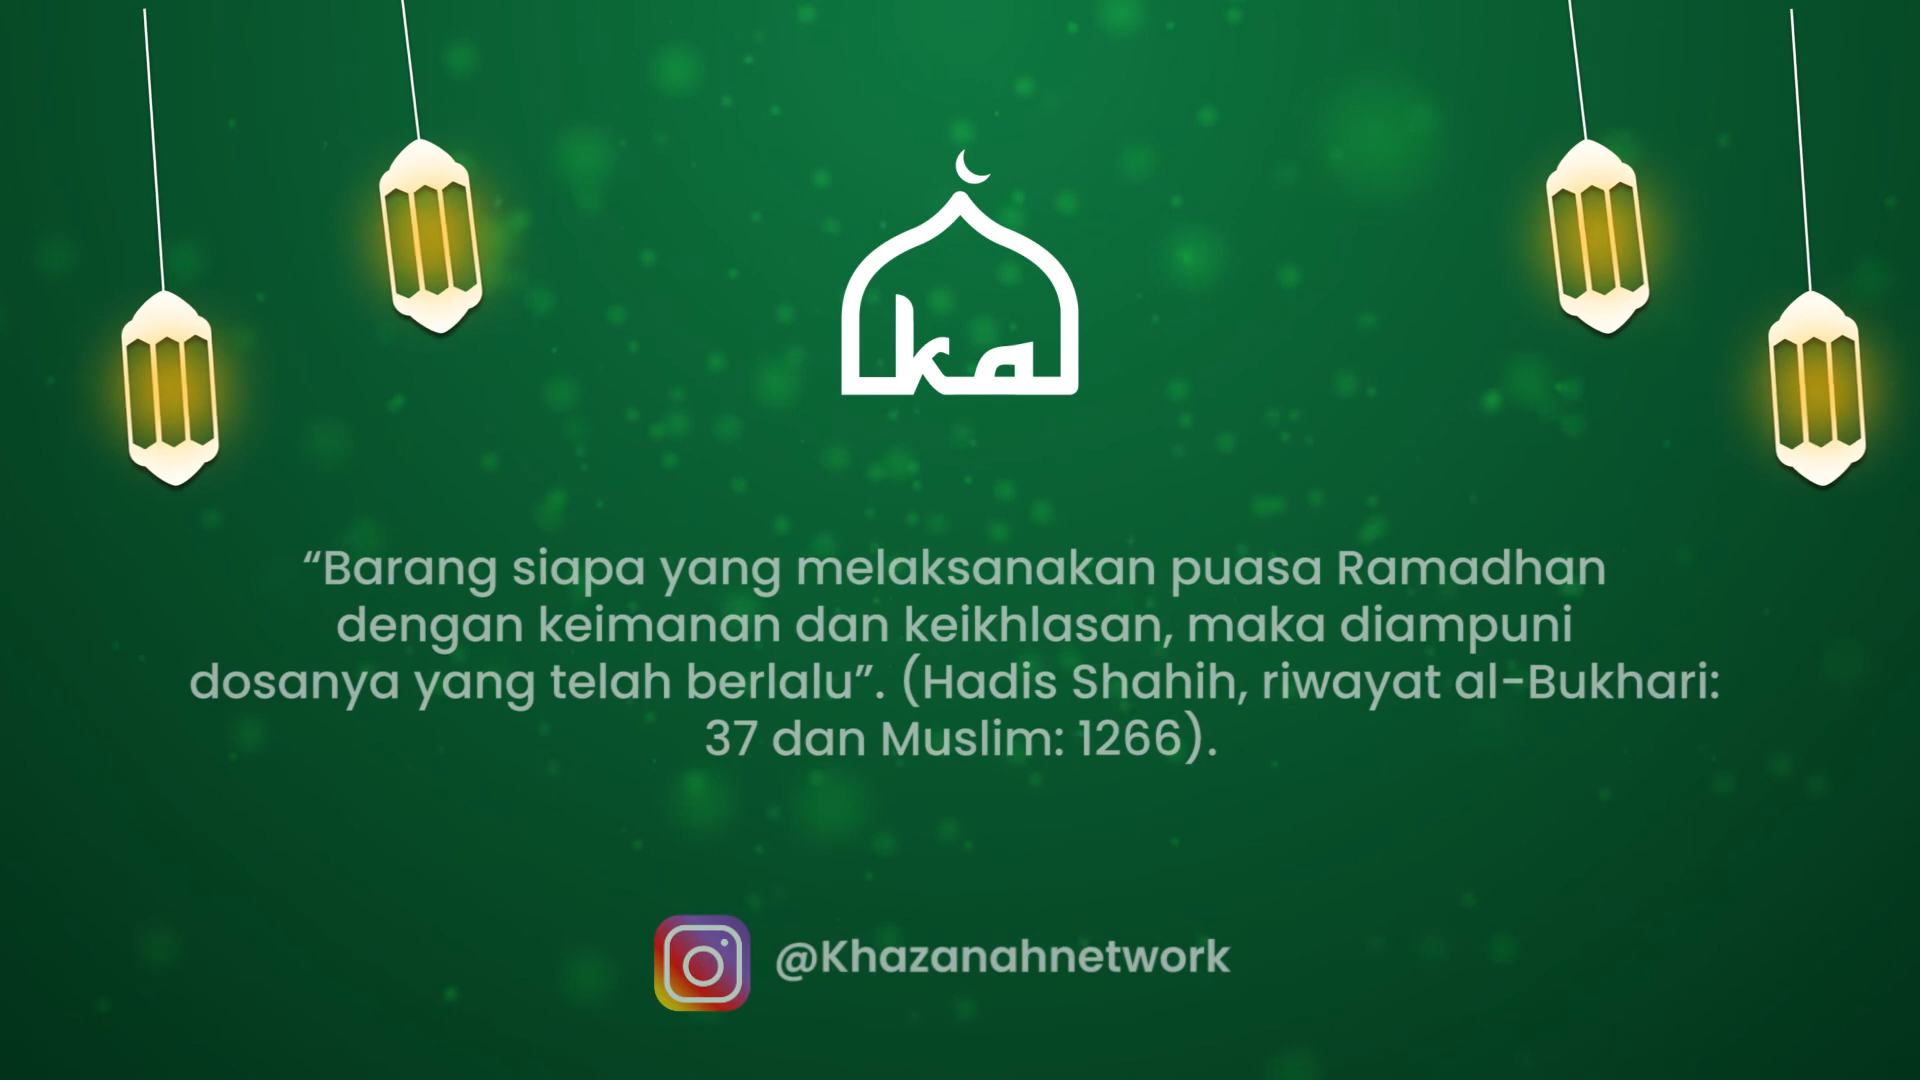 ka
“Barang siapa yang melaksanakan puasa Ramadhan
dengan keimanan dan keikhlasan, maka diampuni
dosanya yang telah berlalu”. (Hadis Shahih, riwayat al-Bukhari:
37 dan Muslim: 1266).
@Khazanahnetwork